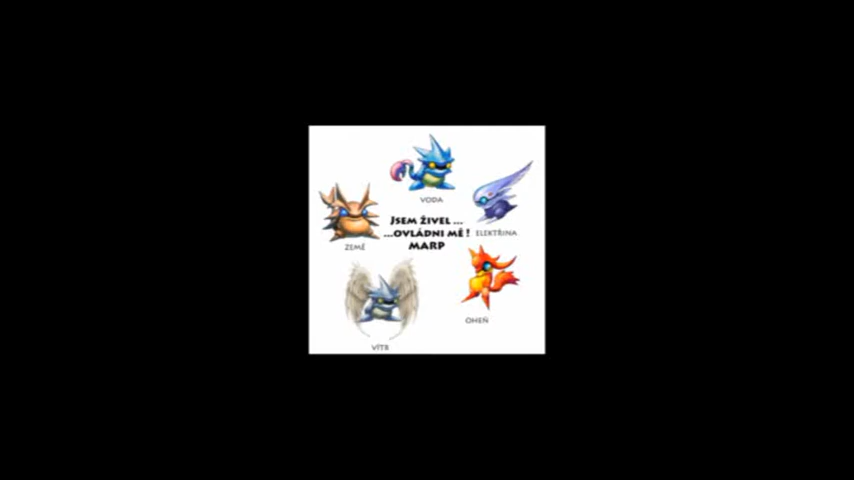 VODA
JSEM ŽIVEL ...
...OVLÁDNI MĚ !
MARP
ELEKTŘINA
ZEMĚ
OHEŇ
VÍTR